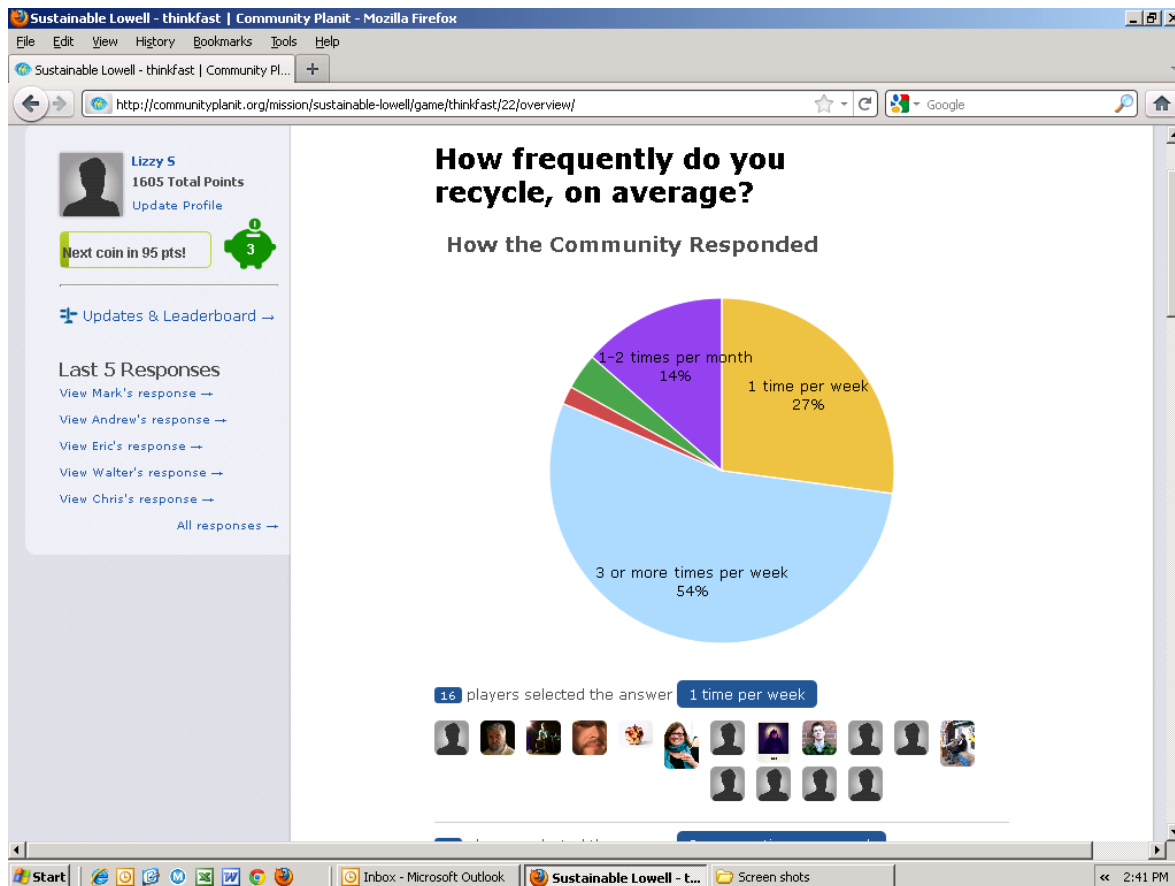 Sustainable Lowell - thinkfast | Community Planit - Mozilla Firefox
File Edit View History Bookmarks Tools Help
Sustainable Lowell - thinkfast | Community Pl... +
http://communityplanit.org/mission/sustainable-lowell/game/thinkfast/22/overview/ Google
Lizzy S
1605 Total Points
Update Profile
Next coin in 95 pts! 3
Updates & Leaderboard →
Last 5 Responses
View Mark's response →
View Andrew's response →
View Eric's response →
View Walter's response →
View Chris's response →
All responses →
How frequently do you
recycle, on average?
How the Community Responded
1-2 times per month
14%
1 time per week
27%
3 or more times per week
54%
16 players selected the answer 1 time per week
Start Inbox - Microsoft Outlook Sustainable Lowell - t... Screen shots « 2:41 PM